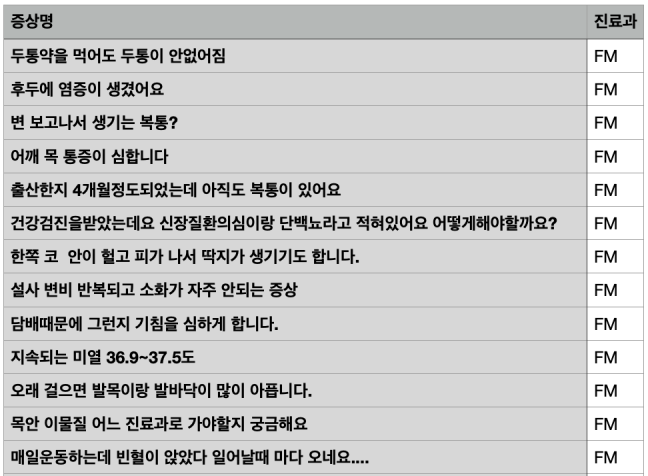 증상명 진료과
두통약을 먹어도 두통이 안없어짐 FM
후두에 염증이 생겼어요 FM
변 보고나서 생기는 복통? FM
어깨 목 통증이 심합니다 FM
출산한지 4개월정도되었는데 아직도 복통이 있어요 FM
건강검진을받았는데요 신장질환의심이랑 단백뇨라고 적혀있어요 어떻게해야할까요? FM
한쪽 코 안이 헐고 피가 나서 딱지가 생기기도 합니다. FM
설사 변비 반복되고 소화가 자주 안되는 증상 FM
담배때문에 그런지 기침을 심하게 합니다. FM
지속되는 미열 36.9~37.5도 FM
오래 걸으면 발목이랑 발바닥이 많이 아픕니다. FM
목안 이물질 어느 진료과로 가야할지 궁금해요 FM
매일운동하는데 빈혈이 앉았다 일어날때 마다 오네요.... FM